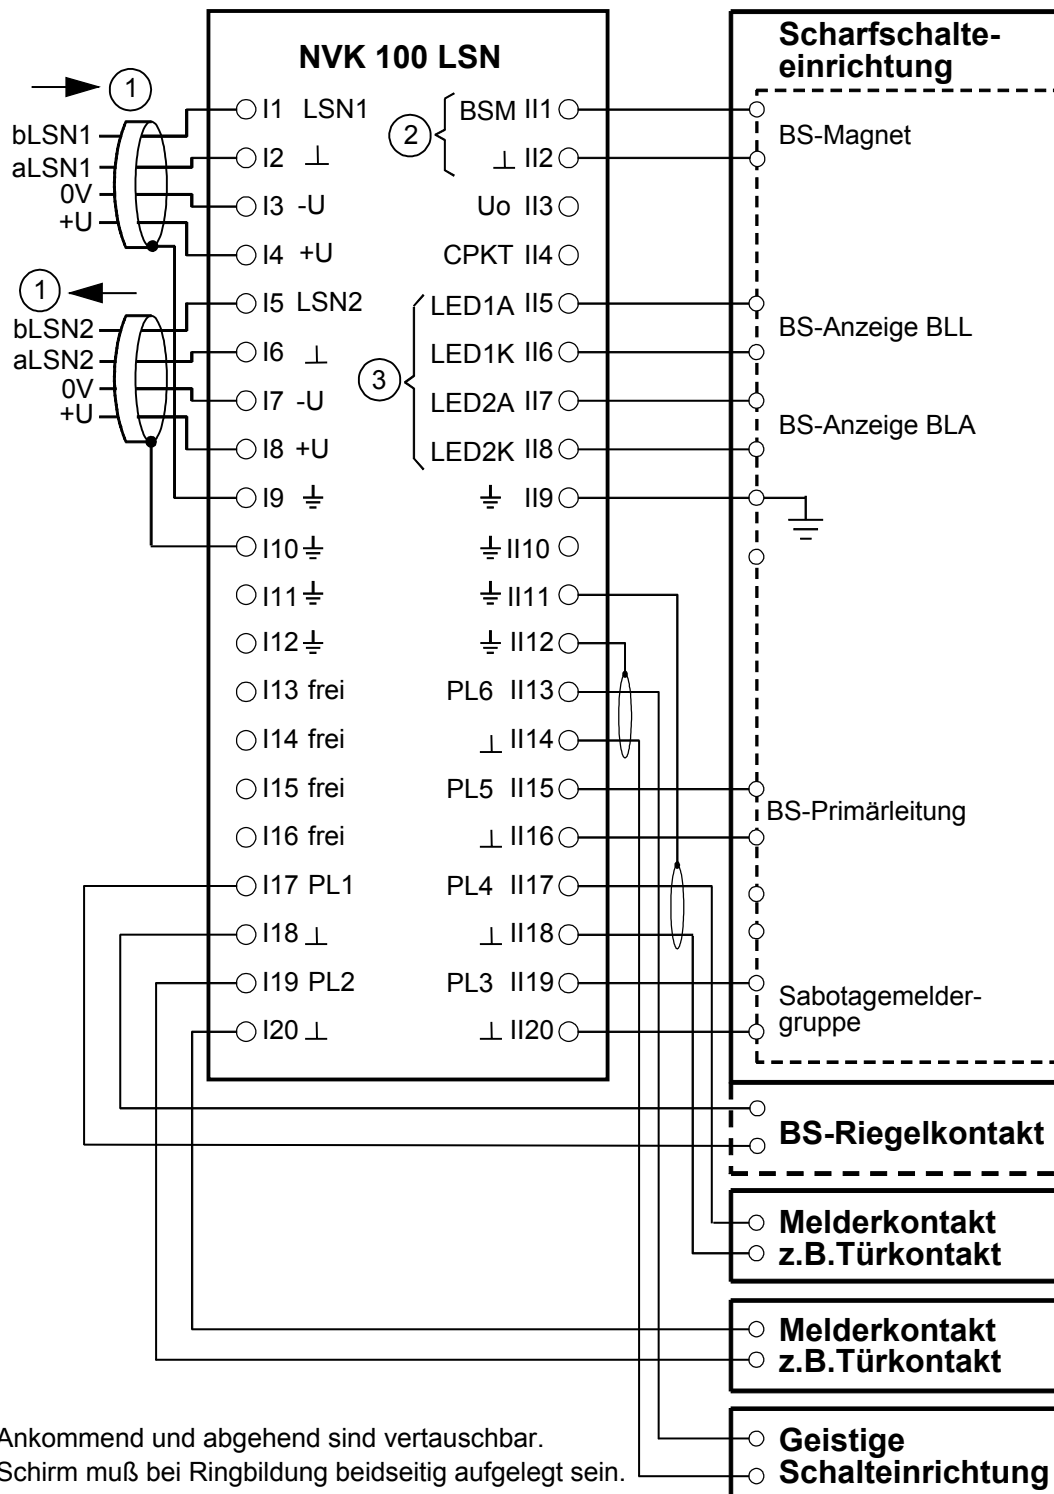 NVK 100 LSN
Scharfschalte-
einrichtung
1
bLSN1
aLSN1
0V
+U
1
bLSN2
aLSN2
0V
+U
I1 LSN1
I2 ⊥
I3 -U
I4 +U
I5 LSN2
I6 ⊥
I7 -U
I8 +U
I9 ⏚
I10 ⏚
I11 ⏚
I12 ⏚
I13 frei
I14 frei
I15 frei
I16 frei
I17 PL1
I18 ⊥
I19 PL2
I20 ⊥
2
BSM II1
⊥ II2
Uo II3
CPKT II4
3
LED1A II5
LED1K II6
LED2A II7
LED2K II8
⏚ II9
⏚ II10
⏚ II11
⏚ II12
PL6 II13
⊥ II14
PL5 II15
⊥ II16
PL4 II17
⊥ II18
PL3 II19
⊥ II20
BS-Magnet
BS-Anzeige BLL
BS-Anzeige BLA
BS-Primärleitung
Sabotagemelder-
gruppe
BS-Riegelkontakt
Melderkontakt
z.B.Türkontakt
Melderkontakt
z.B.Türkontakt
Geistige
Schalteinrichtung
Ankommend und abgehend sind vertauschbar.
Schirm muß bei Ringbildung beidseitig aufgelegt sein.